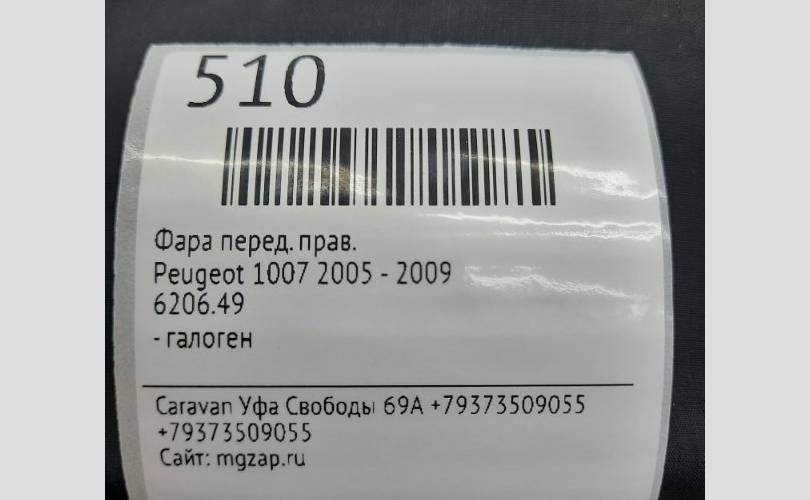 510
Фара перед. прав.
Peugeot 1007 2005 - 2009
6206.49
- галоген
Caravan Уфа Свободы 69А +79373509055
+79373509055
Сайт: mgzap.ru